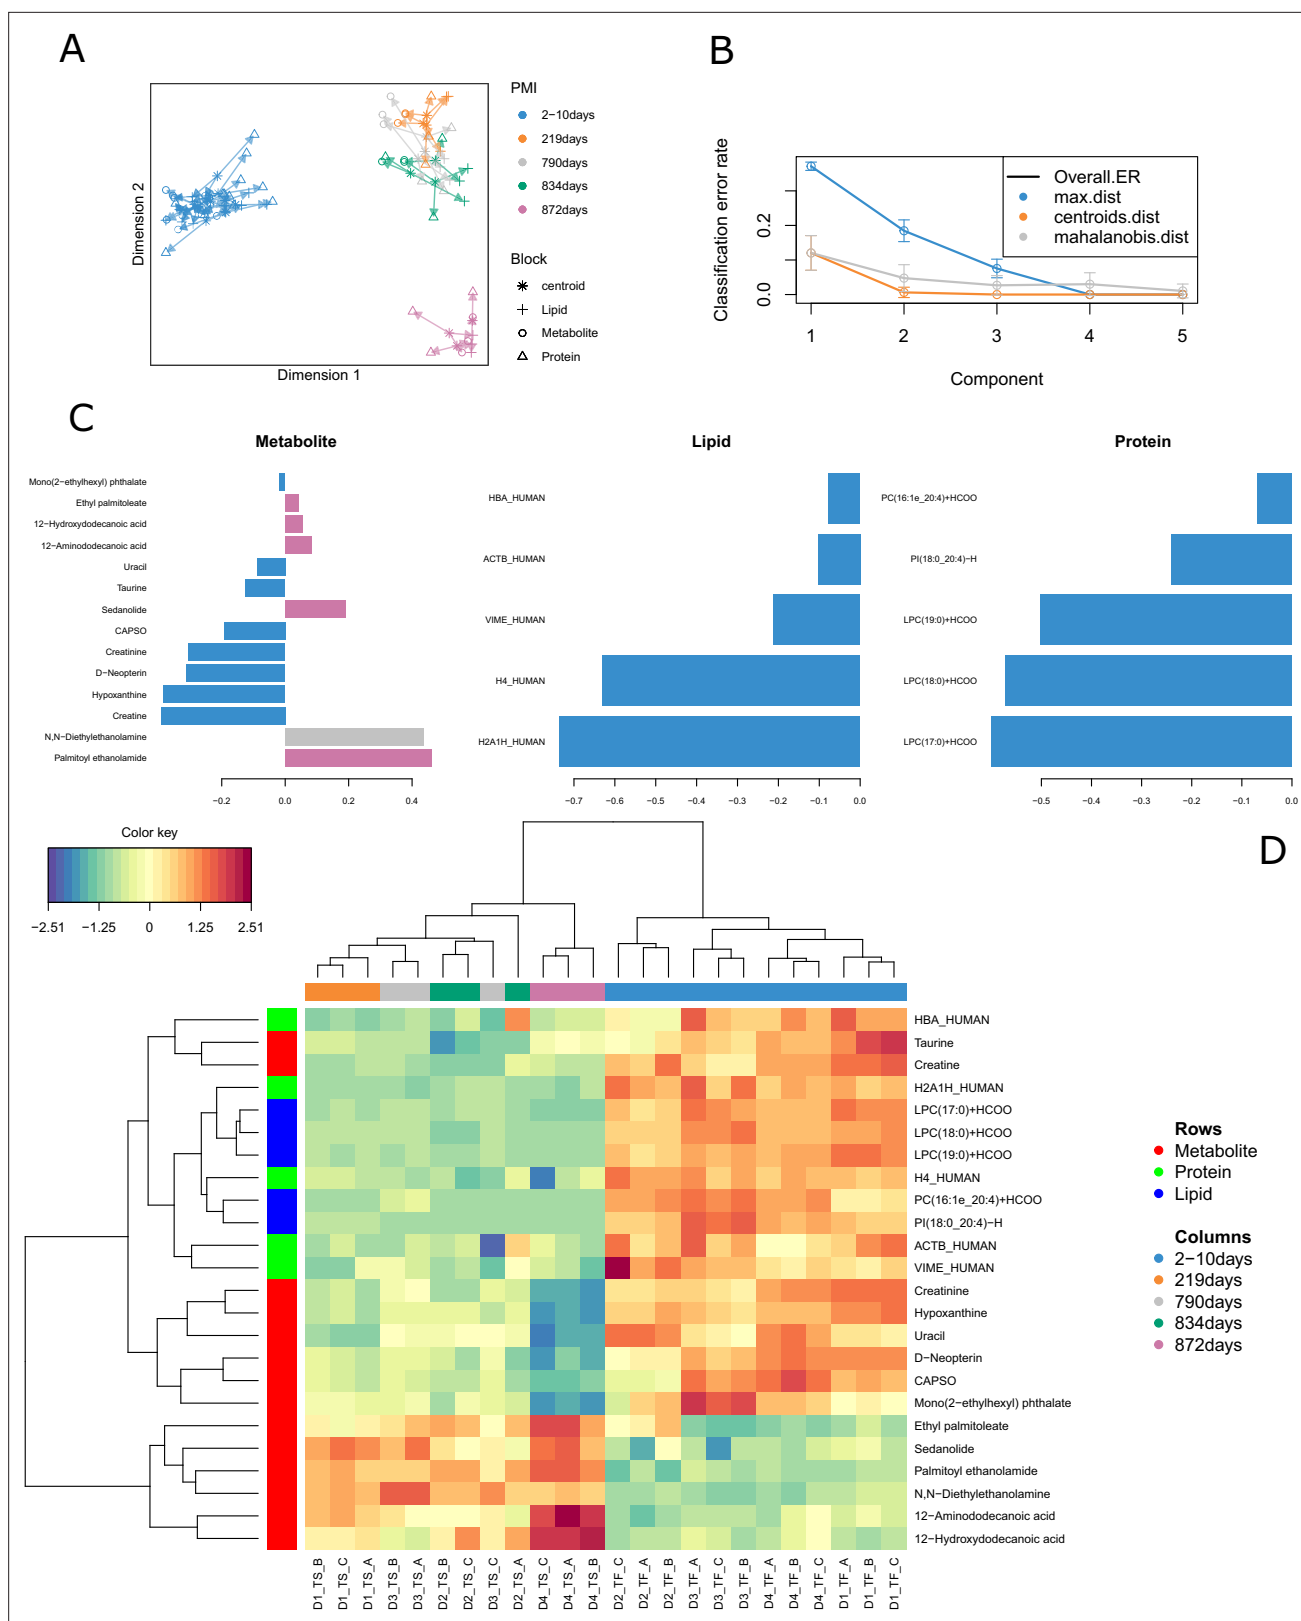 A
PMI
2−10days
219days
790days
834days
872days
Block
centroid
Lipid
Metabolite
Protein
Dimension 2
Dimension 1
B
Classification error rate
0.2
0.0
Overall.ER
max.dist
centroids.dist
mahalanobis.dist
1 2 3 4 5
Component
C
Metabolite
Mono(2−ethylhexyl) phthalate
Ethyl palmitoleate
12−Hydroxydodecanoic acid
12−Aminododecanoic acid
Uracil
Taurine
Sedanolide
CAPSO
Creatinine
D−Neopterin
Hypoxanthine
Creatine
N,N−Diethylethanolamine
Palmitoyl ethanolamide
−0.2 0.0 0.2 0.4
Lipid
HBA_HUMAN
ACTB_HUMAN
VIME_HUMAN
H4_HUMAN
H2A1H_HUMAN
−0.7 −0.6 −0.5 −0.4 −0.3 −0.2 −0.1 0.0
Protein
PC(16:1e_20:4)+HCOO
PI(18:0_20:4)−H
LPC(19:0)+HCOO
LPC(18:0)+HCOO
LPC(17:0)+HCOO
−0.5 −0.4 −0.3 −0.2 −0.1 0.0
D
Color key
−2.51 −1.25 0 1.25 2.51
HBA_HUMAN
Taurine
Creatine
H2A1H_HUMAN
LPC(17:0)+HCOO
LPC(18:0)+HCOO
LPC(19:0)+HCOO
H4_HUMAN
PC(16:1e_20:4)+HCOO
PI(18:0_20:4)−H
ACTB_HUMAN
VIME_HUMAN
Creatinine
Hypoxanthine
Uracil
D−Neopterin
CAPSO
Mono(2−ethylhexyl) phthalate
Ethyl palmitoleate
Sedanolide
Palmitoyl ethanolamide
N,N−Diethylethanolamine
12−Aminododecanoic acid
12−Hydroxydodecanoic acid
Rows
Metabolite
Protein
Lipid
Columns
2−10days
219days
790days
834days
872days
D1_TS_B
D1_TS_C
D1_TS_A
D3_TS_B
D3_TS_A
D2_TS_B
D2_TS_C
D3_TS_C
D2_TS_A
D4_TS_C
D4_TS_A
D4_TS_B
D2_TF_C
D2_TF_A
D2_TF_B
D3_TF_A
D3_TF_C
D3_TF_B
D4_TF_A
D4_TF_B
D4_TF_C
D1_TF_A
D1_TF_B
D1_TF_C